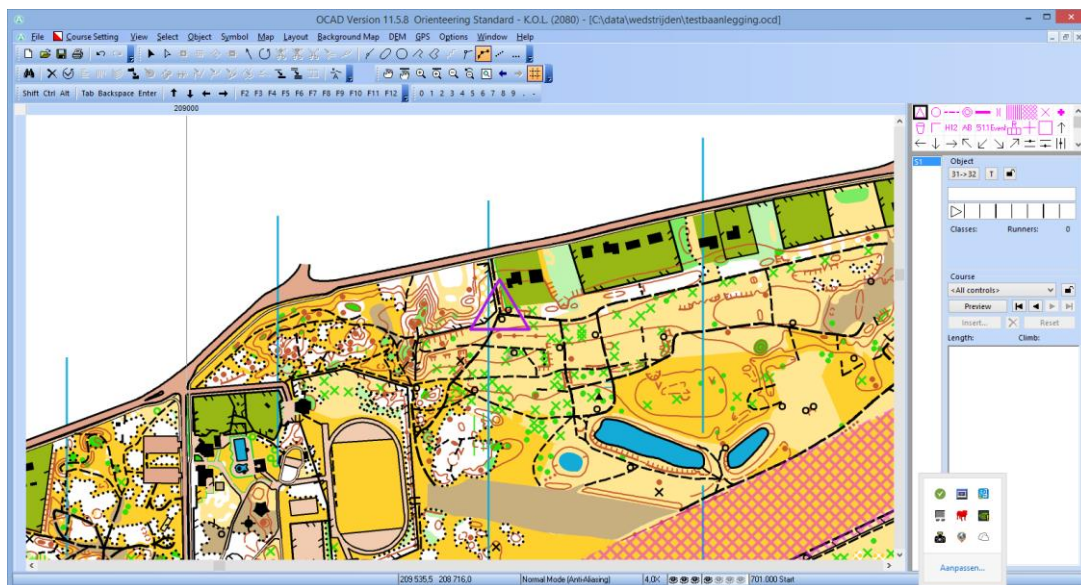 OCAD Version 11.5.8 Orienteering Standard - K.O.L. (2080) - [C:\data\wedstrijden\testbaanlegging.ocd]
File Course Setting View Select Object Symbol Map Layout Background Map DEM GPS Options Window Help
Shift Ctrl Alt Tab Backspace Enter F2 F3 F4 F5 F6 F7 F8 F9 F10 F11 F12 0 1 2 3 4 5 6 7 8 9 . -
209000
H12 AB 511
S1
Object
31->32 T
Classes: Runners: 0
Course
<All controls>
Preview
Insert... Reset
Length: Climb:
Aanpassen...
209 535,5 208 716,0 Normal Mode (Anti-Aliasing) 4.0X 701.000 Start